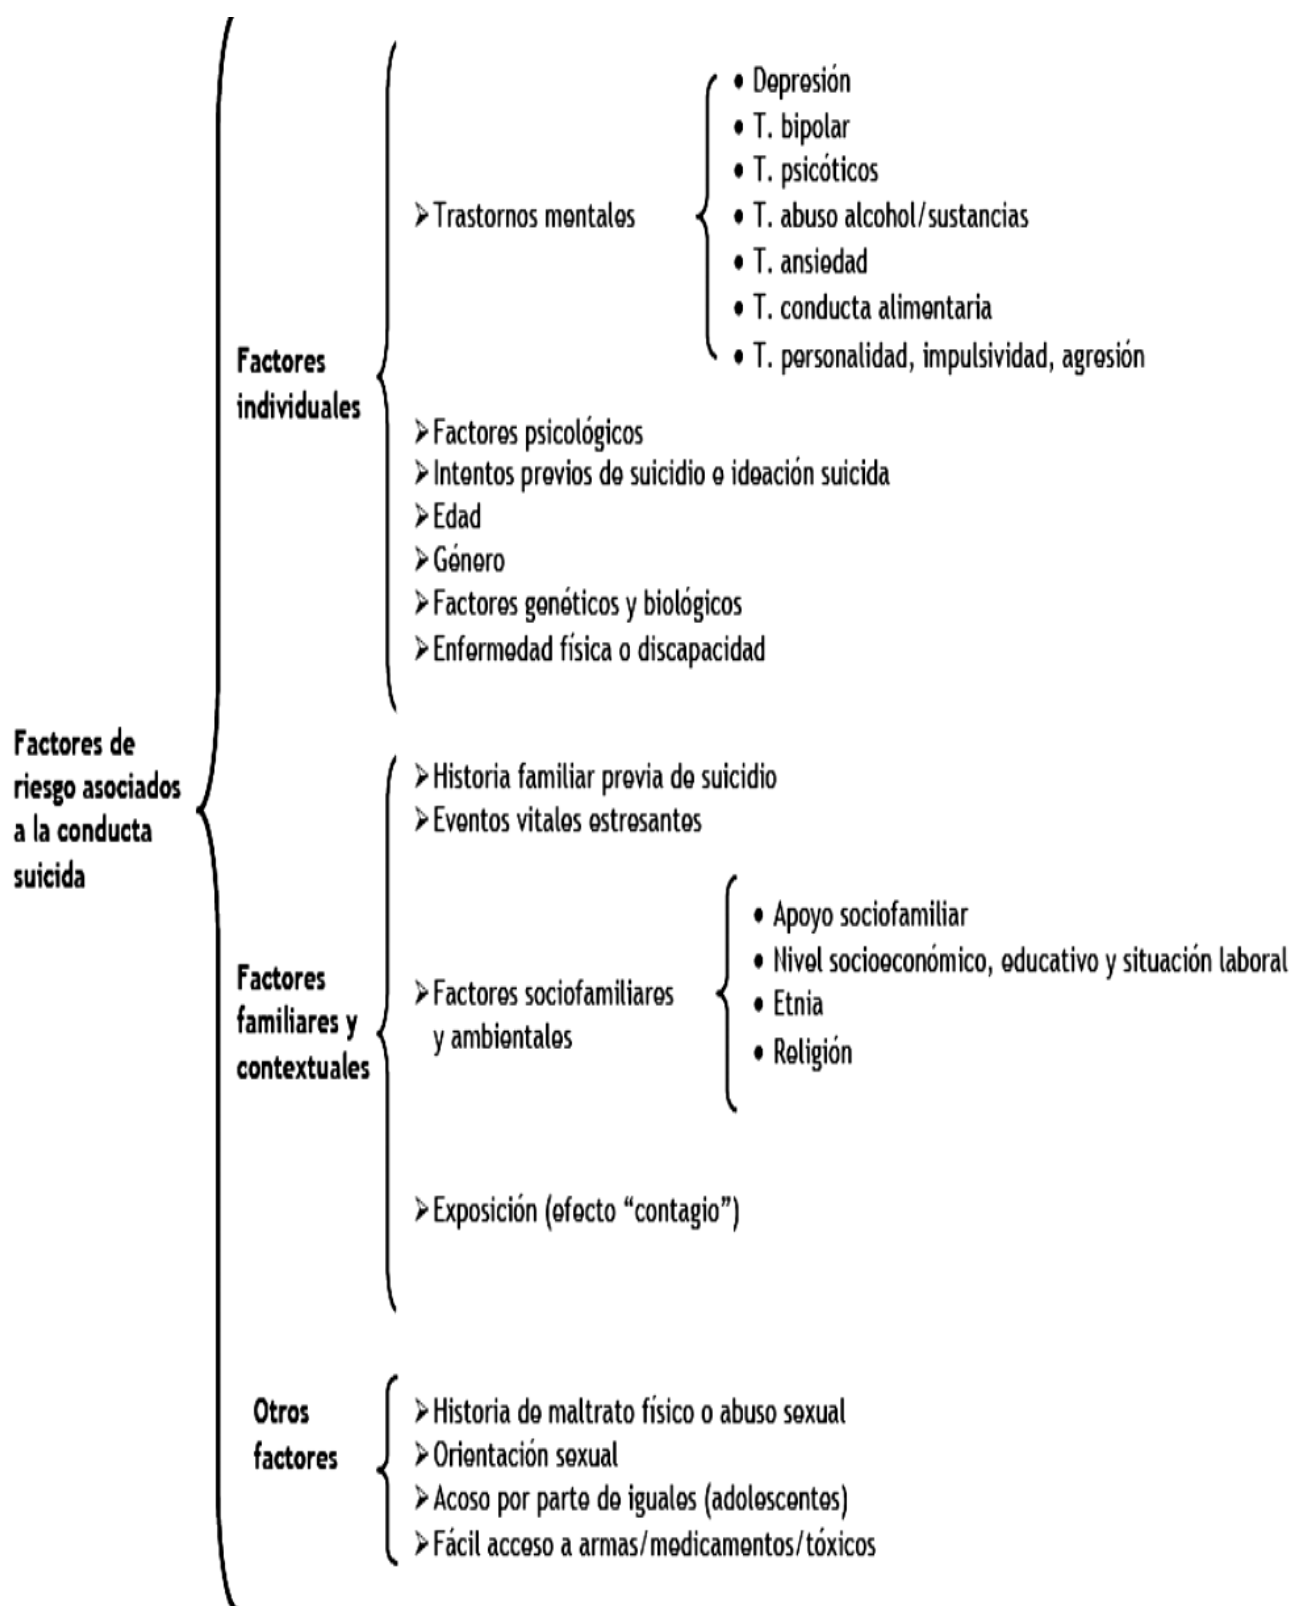 Factores de
riesgo asociados
a la conducta
suicida
Factores
individuales
➢Trastornos mentales
• Depresión
• T. bipolar
• T. psicóticos
• T. abuso alcohol/sustancias
• T. ansiedad
• T. conducta alimentaria
• T. personalidad, impulsividad, agresión
➢Factores psicológicos
➢Intentos previos de suicidio e ideación suicida
➢Edad
➢Género
➢Factores genéticos y biológicos
➢Enfermedad física o discapacidad
Factores
familiares y
contextuales
➢Historia familiar previa de suicidio
➢Eventos vitales estresantes
➢Factores sociofamiliares
y ambientales
• Apoyo sociofamiliar
• Nivel socioeconómico, educativo y situación laboral
• Etnia
• Religión
➢Exposición (efecto “contagio”)
Otros
factores
➢Historia de maltrato físico o abuso sexual
➢Orientación sexual
➢Acoso por parte de iguales (adolescentes)
➢Fácil acceso a armas/medicamentos/tóxicos